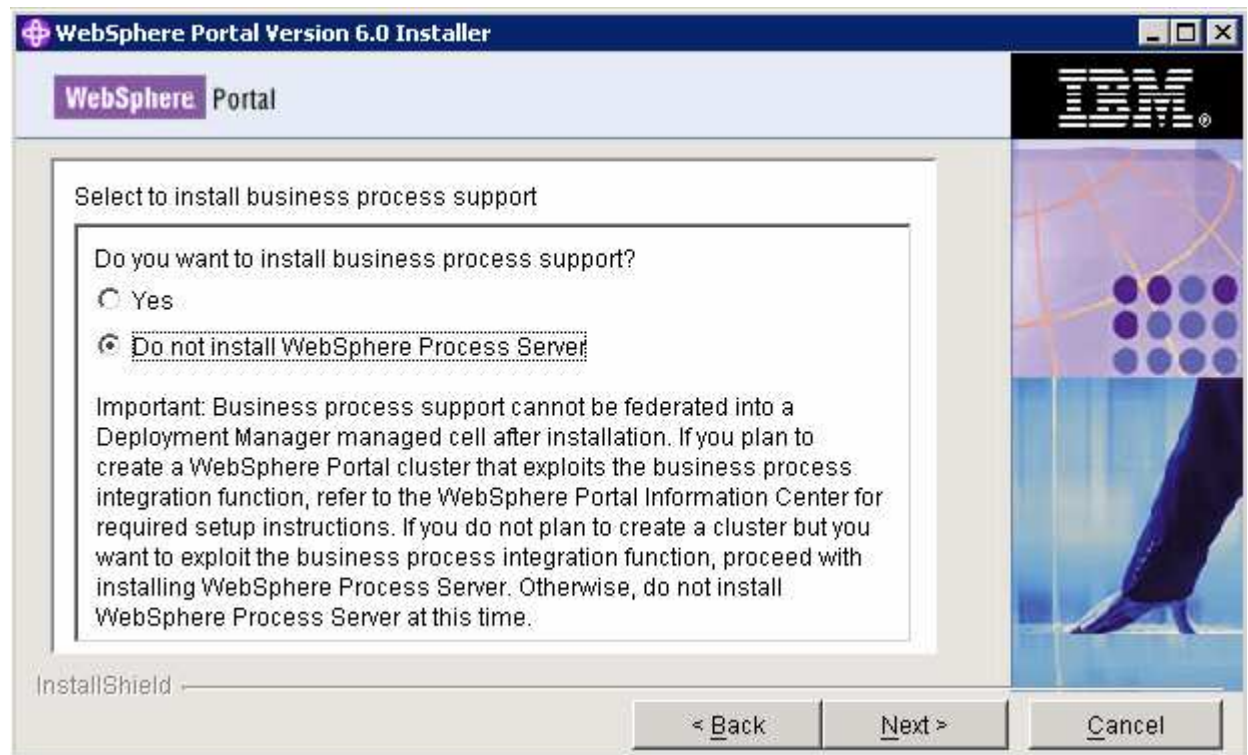 WebSphere Portal Version 6.0 Installer
WebSphere Portal
IBM®
Select to install business process support
Do you want to install business process support?
Yes
Do not install WebSphere Process Server
Important: Business process support cannot be federated into a
Deployment Manager managed cell after installation. If you plan to
create a WebSphere Portal cluster that exploits the business process
integration function, refer to the WebSphere Portal Information Center for
required setup instructions. If you do not plan to create a cluster but you
want to exploit the business process integration function, proceed with
installing WebSphere Process Server. Otherwise, do not install
WebSphere Process Server at this time.
InstallShield
< Back
Next >
Cancel